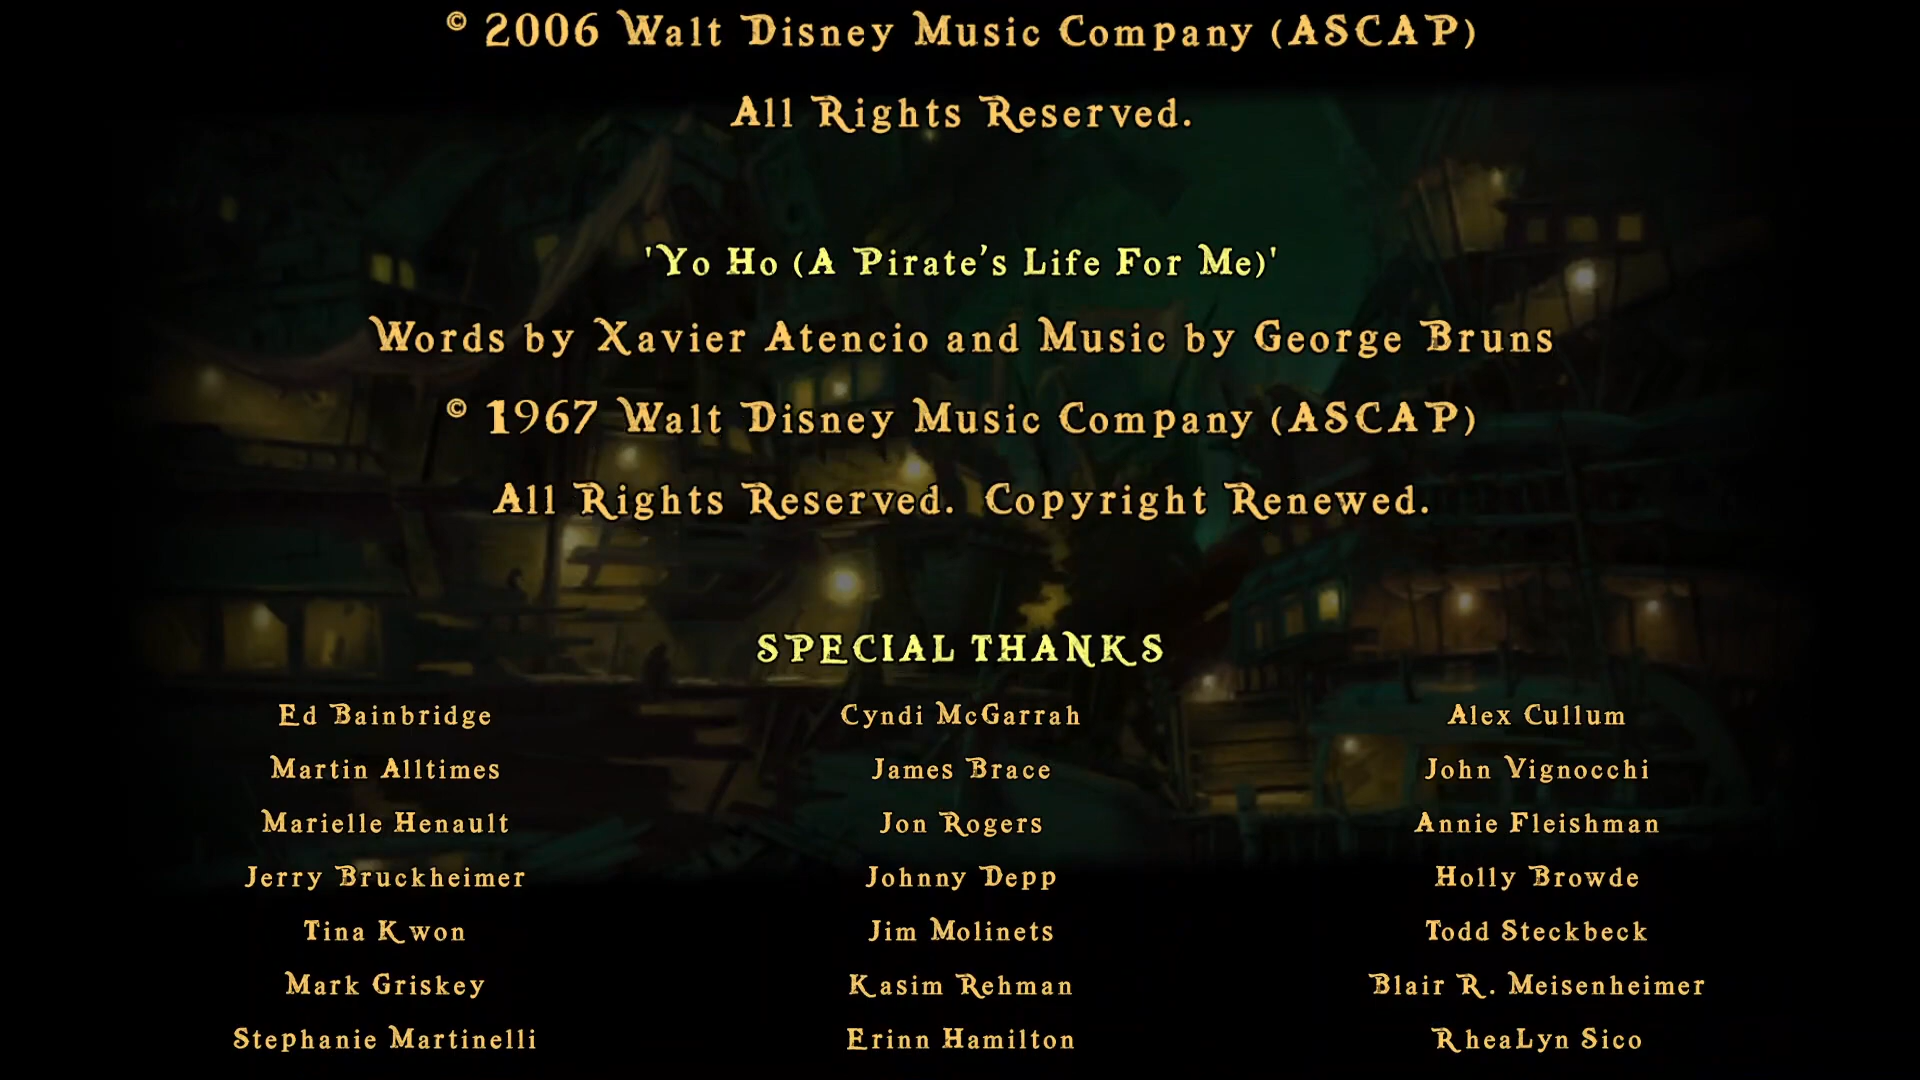 © 2006 Walt Disney Music Company (ASCAP)
All Rights Reserved.
'Yo Ho (A Pirate's Life For Me)'
Words by Xavier Atencio and Music by George Bruns
© 1967 Walt Disney Music Company (ASCAP)
All Rights Reserved. Copyright Renewed.
SPECIAL THANKS
Ed Bainbridge Cyndi McGarrah Alex Cullum
Martin Alltimes James Brace John Vignocchi
Marielle Henault Jon Rogers Annie Fleishman
Jerry Bruckheimer Johnny Depp Holly Browde
Tina Kwon Jim Molinets Todd Steckbeck
Mark Griskey Kasim Rehman Blair R. Meisenheimer
Stephanie Martinelli Erinn Hamilton RheaLyn Sico